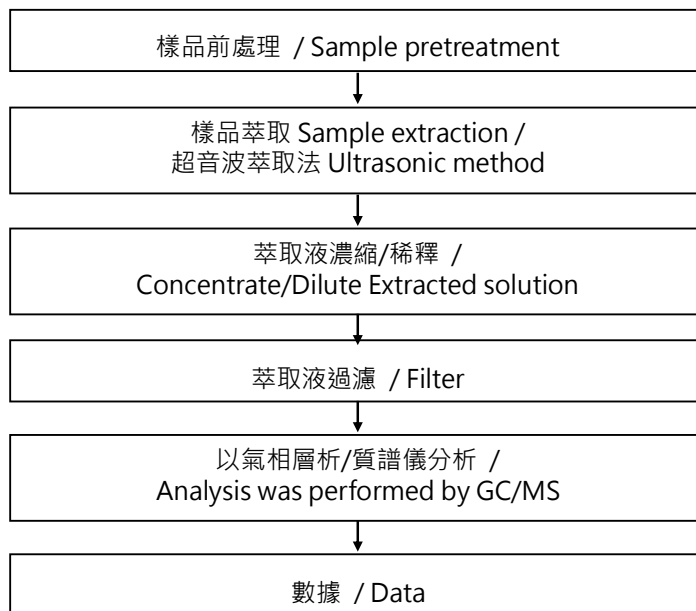 樣品前處理 / Sample pretreatment
樣品萃取 Sample extraction /
超音波萃取法 Ultrasonic method
萃取液濃縮/稀釋 /
Concentrate/Dilute Extracted solution
萃取液過濾 / Filter
以氣相層析/質譜儀分析 /
Analysis was performed by GC/MS
數據 / Data